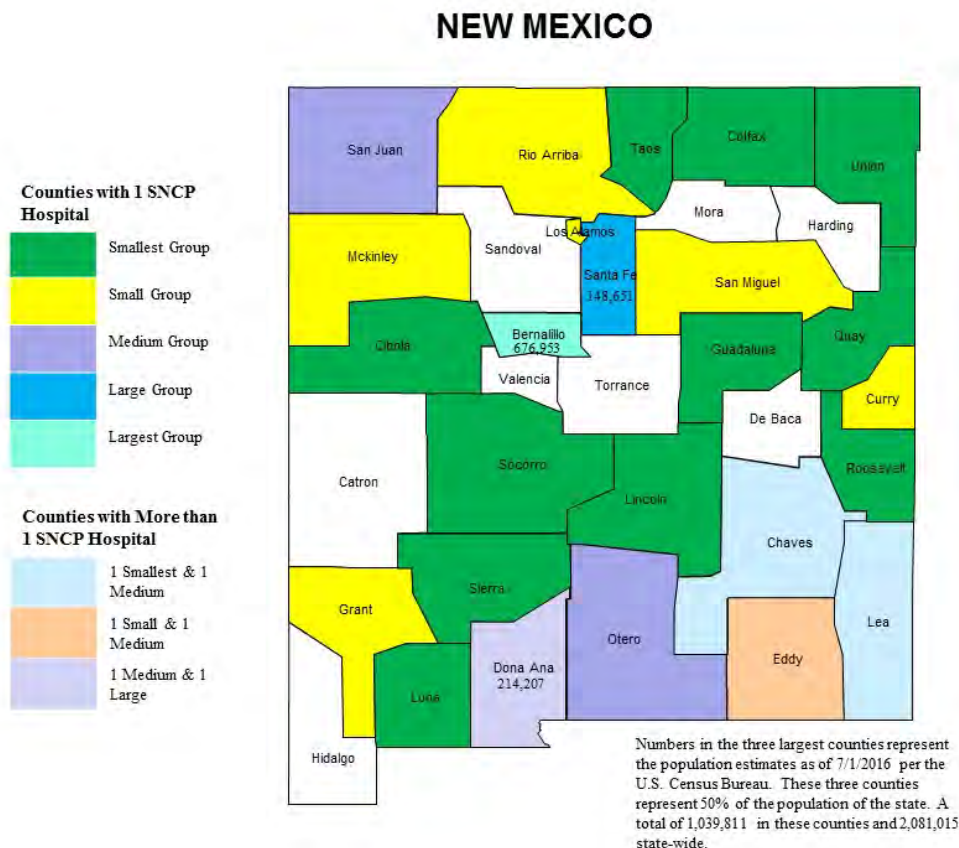 NEW MEXICO
Counties with 1 SNCP
Hospital
Smallest Group
Small Group
Medium Group
Large Group
Largest Group
Counties with More than
1 SNCP Hospital
1 Smallest & 1
Medium
1 Small & 1
Medium
1 Medium & 1
Large
San Juan
Rio Arriba
Taos
Colfax
Union
Mckinley
Sandoval
Los Alamos
Mora
Harding
Santa Fe
148,651
San Miguel
Cibola
Bernalillo
676,953
Valencia
Torrance
Guadalupe
Quay
Curry
De Baca
Roosevelt
Catron
Socorro
Lincoln
Chaves
Sierra
Grant
Luna
Dona Ana
214,207
Otero
Eddy
Lea
Hidalgo
Numbers in the three largest counties represent
the population estimates as of 7/1/2016 per the
U.S. Census Bureau. These three counties
represent 50% of the population of the state. A
total of 1,039,811 in these counties and 2,081,015
state-wide.